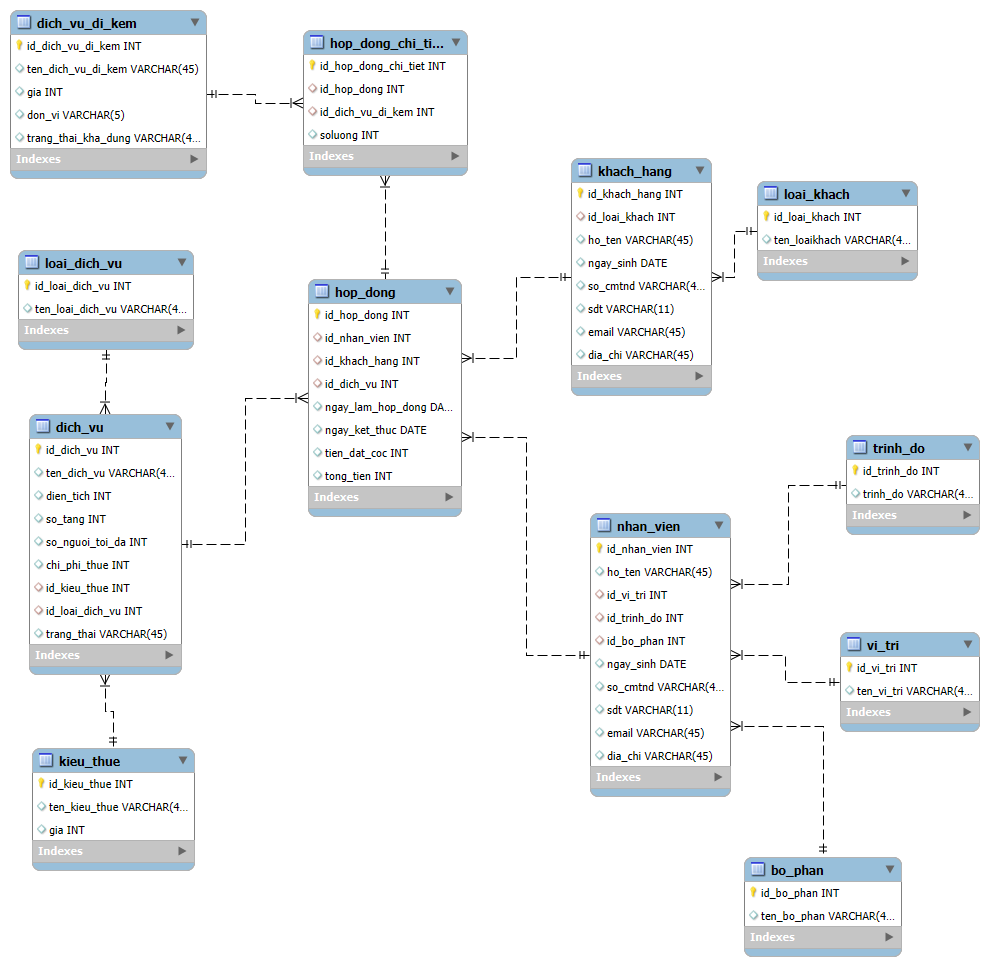 dich_vu_di_kem
id_dich_vu_di_kem INT
ten_dich_vu_di_kem VARCHAR(45)
gia INT
don_vi VARCHAR(5)
trang_thai_kha_dung VARCHAR(4...
Indexes
hop_dong_chi_ti...
id_hop_dong_chi_tiet INT
id_hop_dong INT
id_dich_vu_di_kem INT
soluong INT
Indexes
khach_hang
id_khach_hang INT
id_loai_khach INT
ho_ten VARCHAR(45)
ngay_sinh DATE
so_cmtnd VARCHAR(4...
sdt VARCHAR(11)
email VARCHAR(45)
dia_chi VARCHAR(45)
Indexes
loai_khach
id_loai_khach INT
ten_loaikhach VARCHAR(4...
Indexes
loai_dich_vu
id_loai_dich_vu INT
ten_loai_dich_vu VARCHAR(4...
Indexes
hop_dong
id_hop_dong INT
id_nhan_vien INT
id_khach_hang INT
id_dich_vu INT
ngay_lam_hop_dong DA...
ngay_ket_thuc DATE
tien_dat_coc INT
tong_tien INT
Indexes
dich_vu
id_dich_vu INT
ten_dich_vu VARCHAR(4...
dien_tich INT
so_tang INT
so_nguoi_toi_da INT
chi_phi_thue INT
id_kieu_thue INT
id_loai_dich_vu INT
trang_thai VARCHAR(45)
Indexes
trinh_do
id_trinh_do INT
trinh_do VARCHAR(4...
Indexes
nhan_vien
id_nhan_vien INT
ho_ten VARCHAR(45)
id_vi_tri INT
id_trinh_do INT
id_bo_phan INT
ngay_sinh DATE
so_cmtnd VARCHAR(4...
sdt VARCHAR(11)
email VARCHAR(45)
dia_chi VARCHAR(45)
Indexes
vi_tri
id_vi_tri INT
ten_vi_tri VARCHAR(4...
Indexes
kieu_thue
id_kieu_thue INT
ten_kieu_thue VARCHAR(4...
gia INT
Indexes
bo_phan
id_bo_phan INT
ten_bo_phan VARCHAR(4...
Indexes